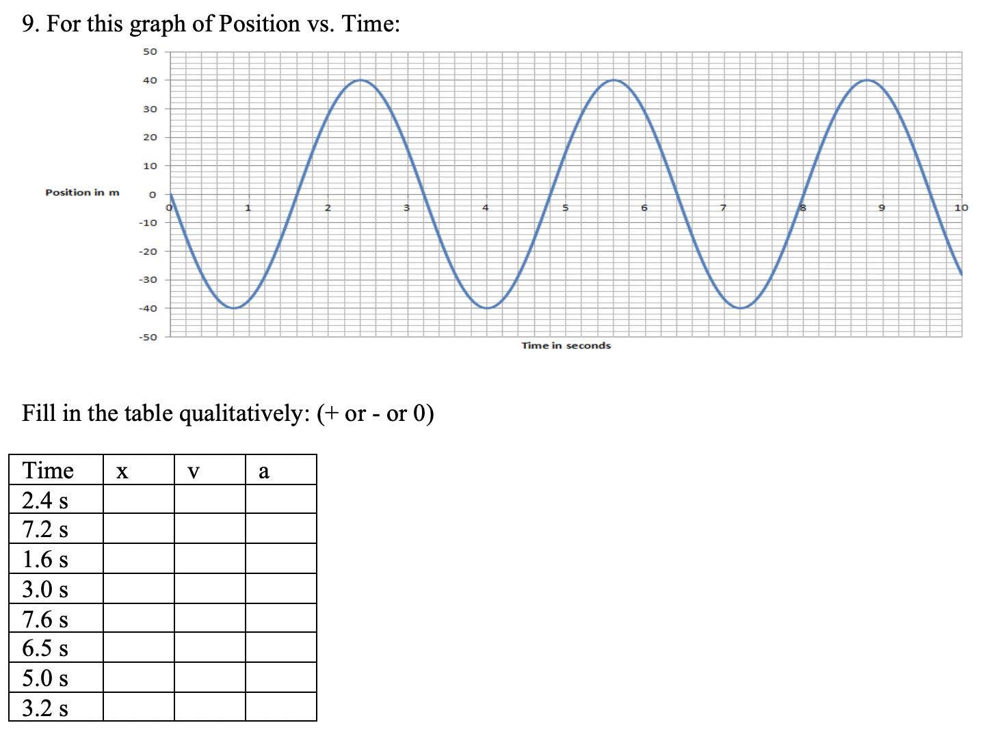 9. For this graph of Position vs. Time:
50
40
30
20
10
Position in m
0
0 1 2 3 4 5 6 7 8 9 10
-10
-20
-30
-40
-50
Time in seconds
Fill in the table qualitatively: (+ or - or 0)
Time x v a
2.4 s
7.2 s
1.6 s
3.0 s
7.6 s
6.5 s
5.0 s
3.2 s